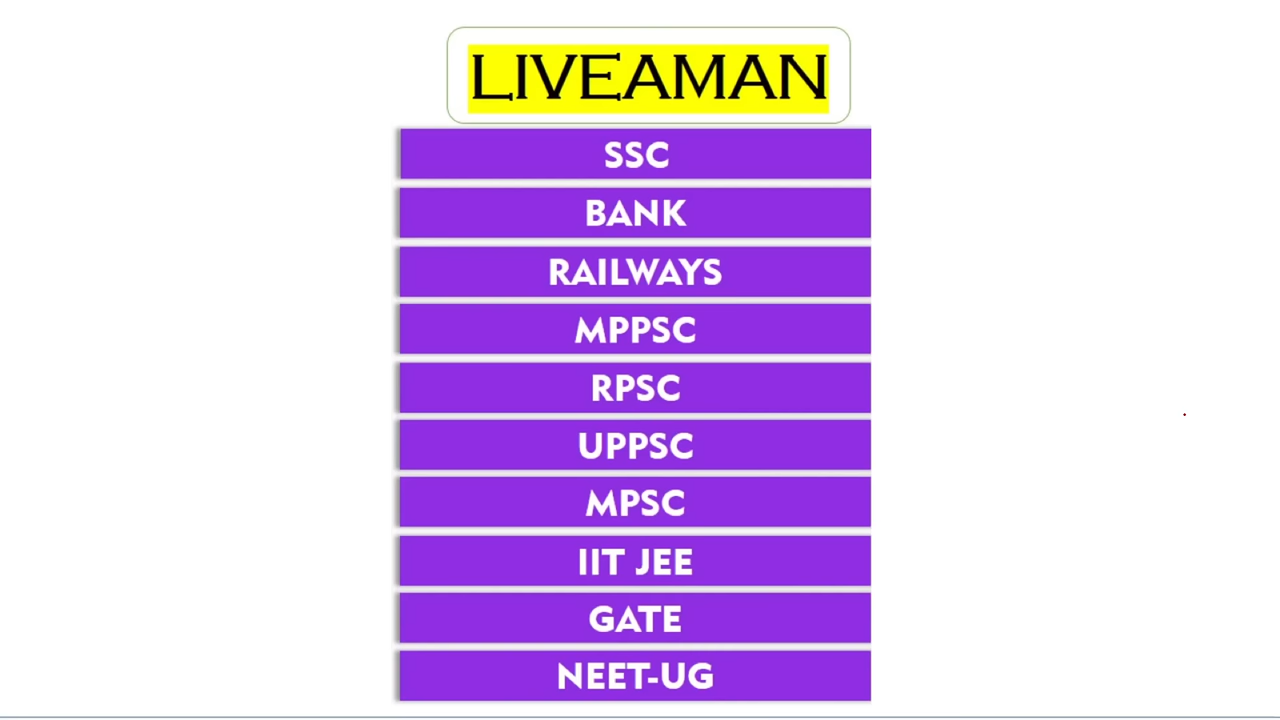 LIVEAMAN
SSC
BANK
RAILWAYS
MPPSC
RPSC
UPPSC
MPSC
IIT JEE
GATE
NEET-UG